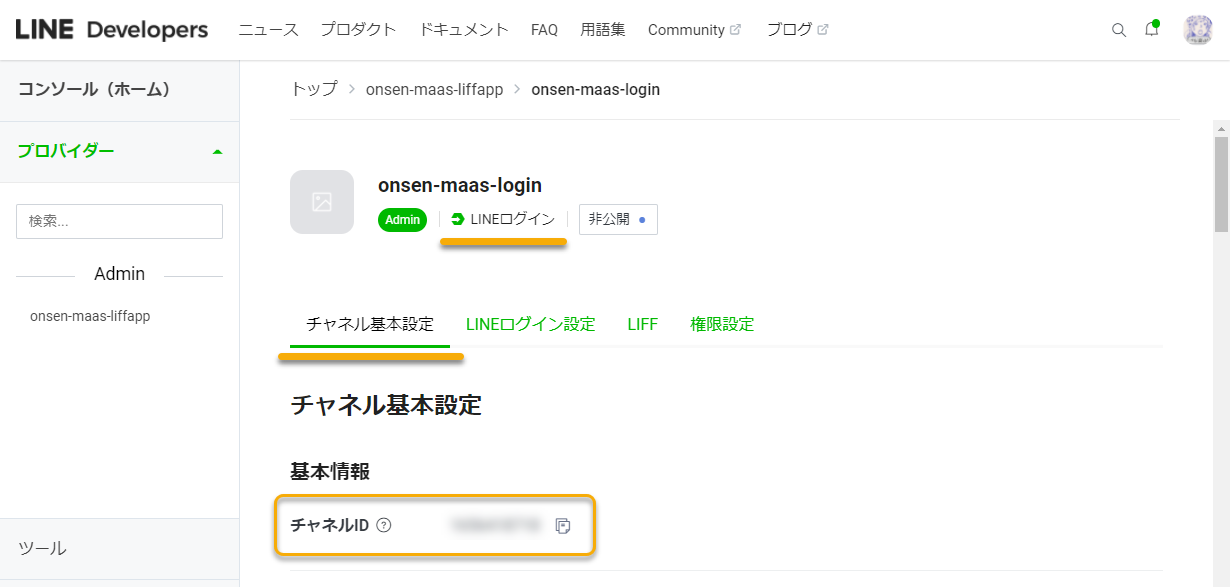 LINE Developers ニュース プロダクト ドキュメント FAQ 用語集 Community ブログ
コンソール（ホーム）
トップ > onsen-maas-liffapp > onsen-maas-login
プロバイダー
検索...
Admin
onsen-maas-liffapp
ツール
onsen-maas-login
Admin LINEログイン 非公開
チャネル基本設定 LINEログイン設定 LIFF 権限設定
チャネル基本設定
基本情報
チャネルID ?